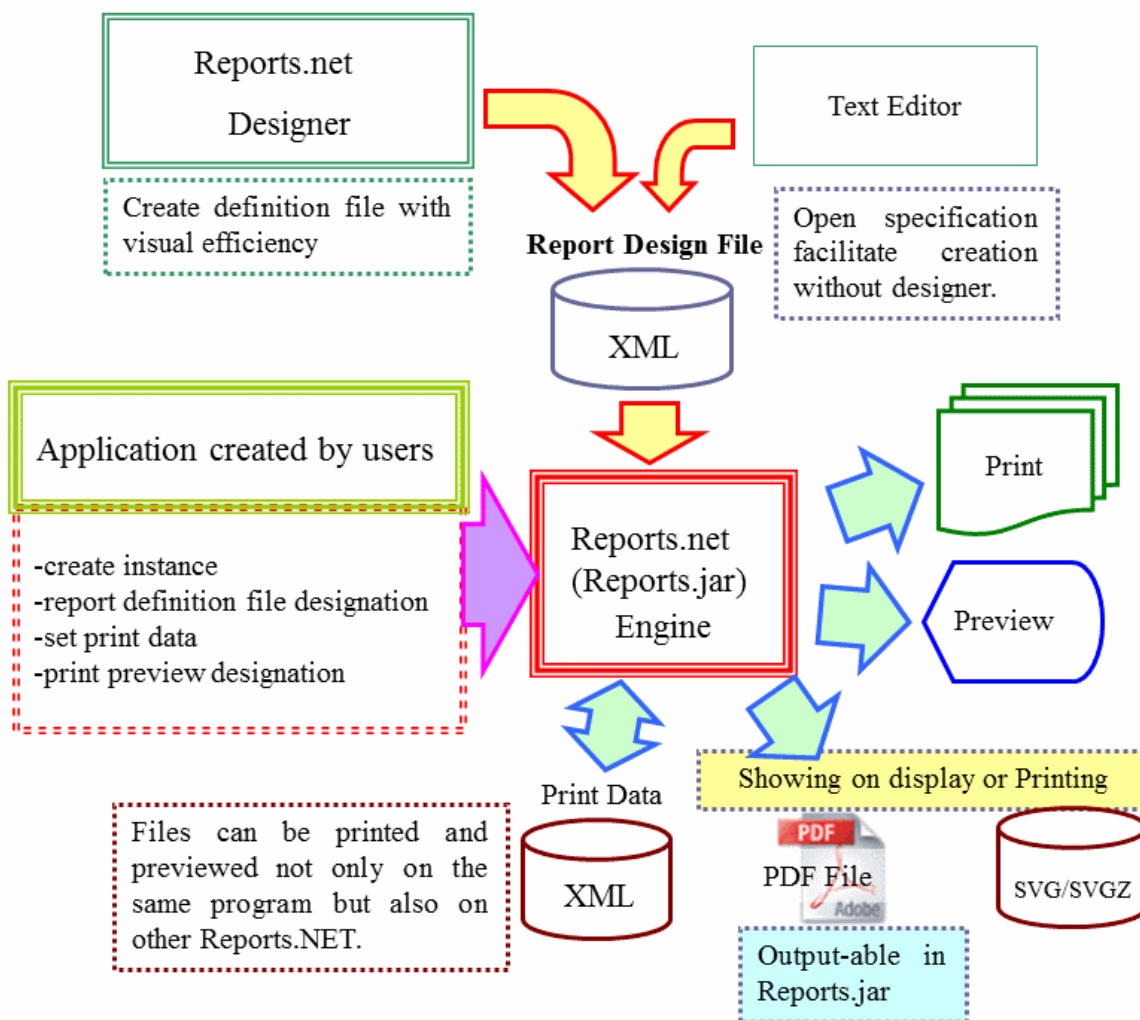 Reports.net
Designer
Text Editor
Create definition file with
visual efficiency
Open specification
facilitate creation
without designer.
Report Design File
XML
Application created by users
-create instance
-report definition file designation
-set print data
-print preview designation
Reports.net
(Reports.jar)
Engine
Print
Preview
Showing on display or Printing
Print Data
XML
Files can be printed and
previewed not only on the
same program but also on
other Reports.NET.
PDF
PDF File
Adobe
SVG/SVGZ
Output-able in
Reports.jar